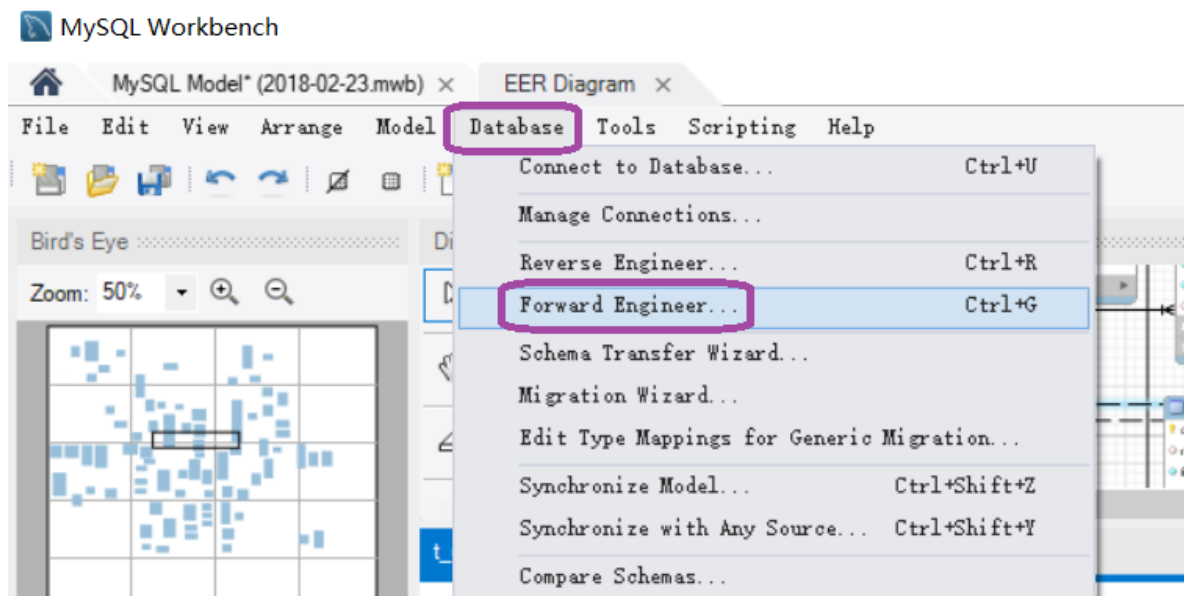 MySQL Workbench
MySQL Model* (2018-02-23.mwb) × EER Diagram ×
File Edit View Arrange Model Database Tools Scripting Help
Connect to Database... Ctrl+U
Manage Connections...
Bird's Eye
Reverse Engineer... Ctrl+R
Zoom: 50%
Forward Engineer... Ctrl+G
Schema Transfer Wizard...
Migration Wizard...
Edit Type Mappings for Generic Migration...
Synchronize Model... Ctrl+Shift+Z
Synchronize with Any Source... Ctrl+Shift+Y
Compare Schemas...